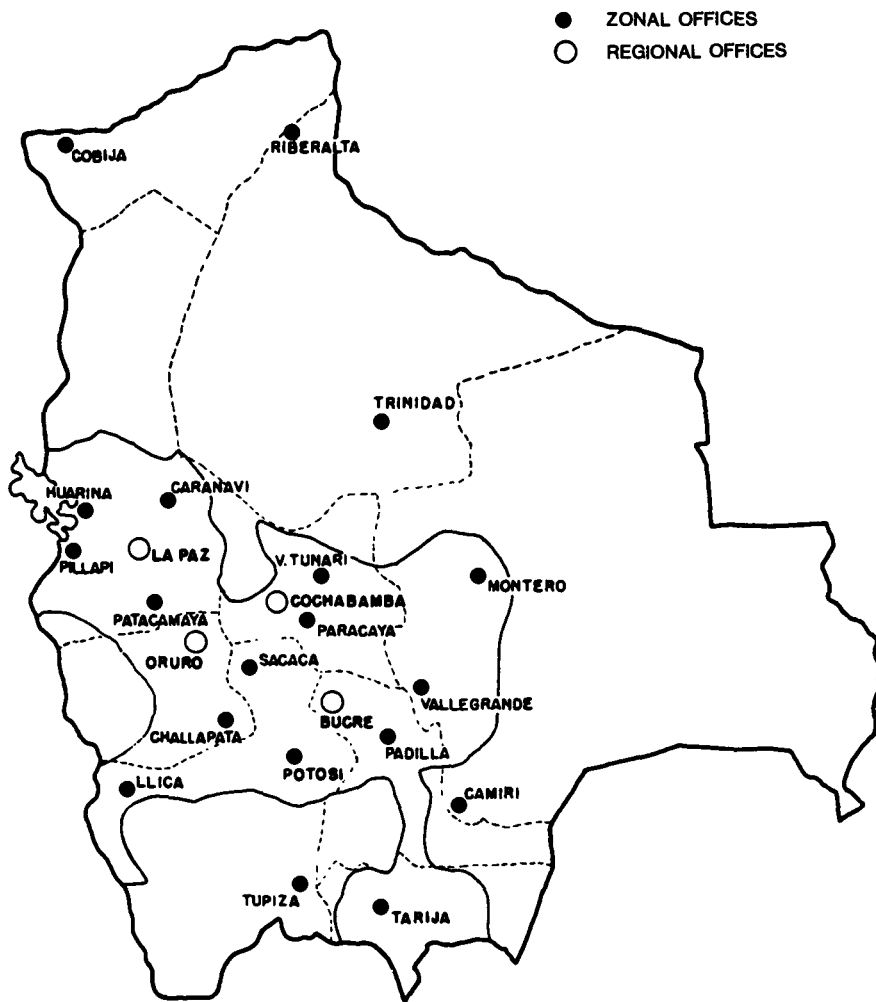 ZONAL OFFICES
REGIONAL OFFICES
COBIJA
RIBERALTA
TRINIDAD
HUARINA
CARANAVI
PILLAPI
LA PAZ
V. TUNARI
MONTERO
PATACAMAYA
COCHABAMBA
PARACAYA
ORURO
SACACA
VALLEGRANDE
CHALLAPATA
BUCRE
PADILLA
POTOSI
LLICA
CAMIRI
TUPIZA
TARIJA